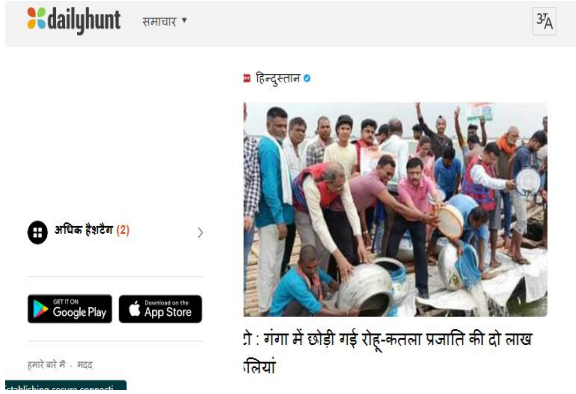 dailyhunt
समाचार ▼
हिन्दुस्तान
अधिक हैशटैग (2)
GET IT ON
Google Play
Download on the
App Store
हमारे बारे में - मदद
: गंगा में छोड़ी गई रोहू-कतला प्रजाति की दो लाख